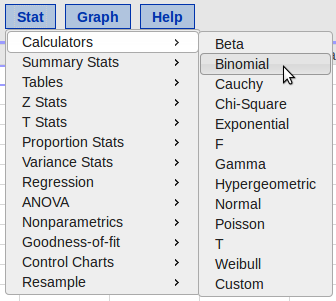 Stat Graph Help
Calculators
Summary Stats
Tables
Z Stats
T Stats
Proportion Stats
Variance Stats
Regression
ANOVA
Nonparametrics
Goodness-of-fit
Control Charts
Resample
Beta
Binomial
Cauchy
Chi-Square
Exponential
F
Gamma
Hypergeometric
Normal
Poisson
T
Weibull
Custom